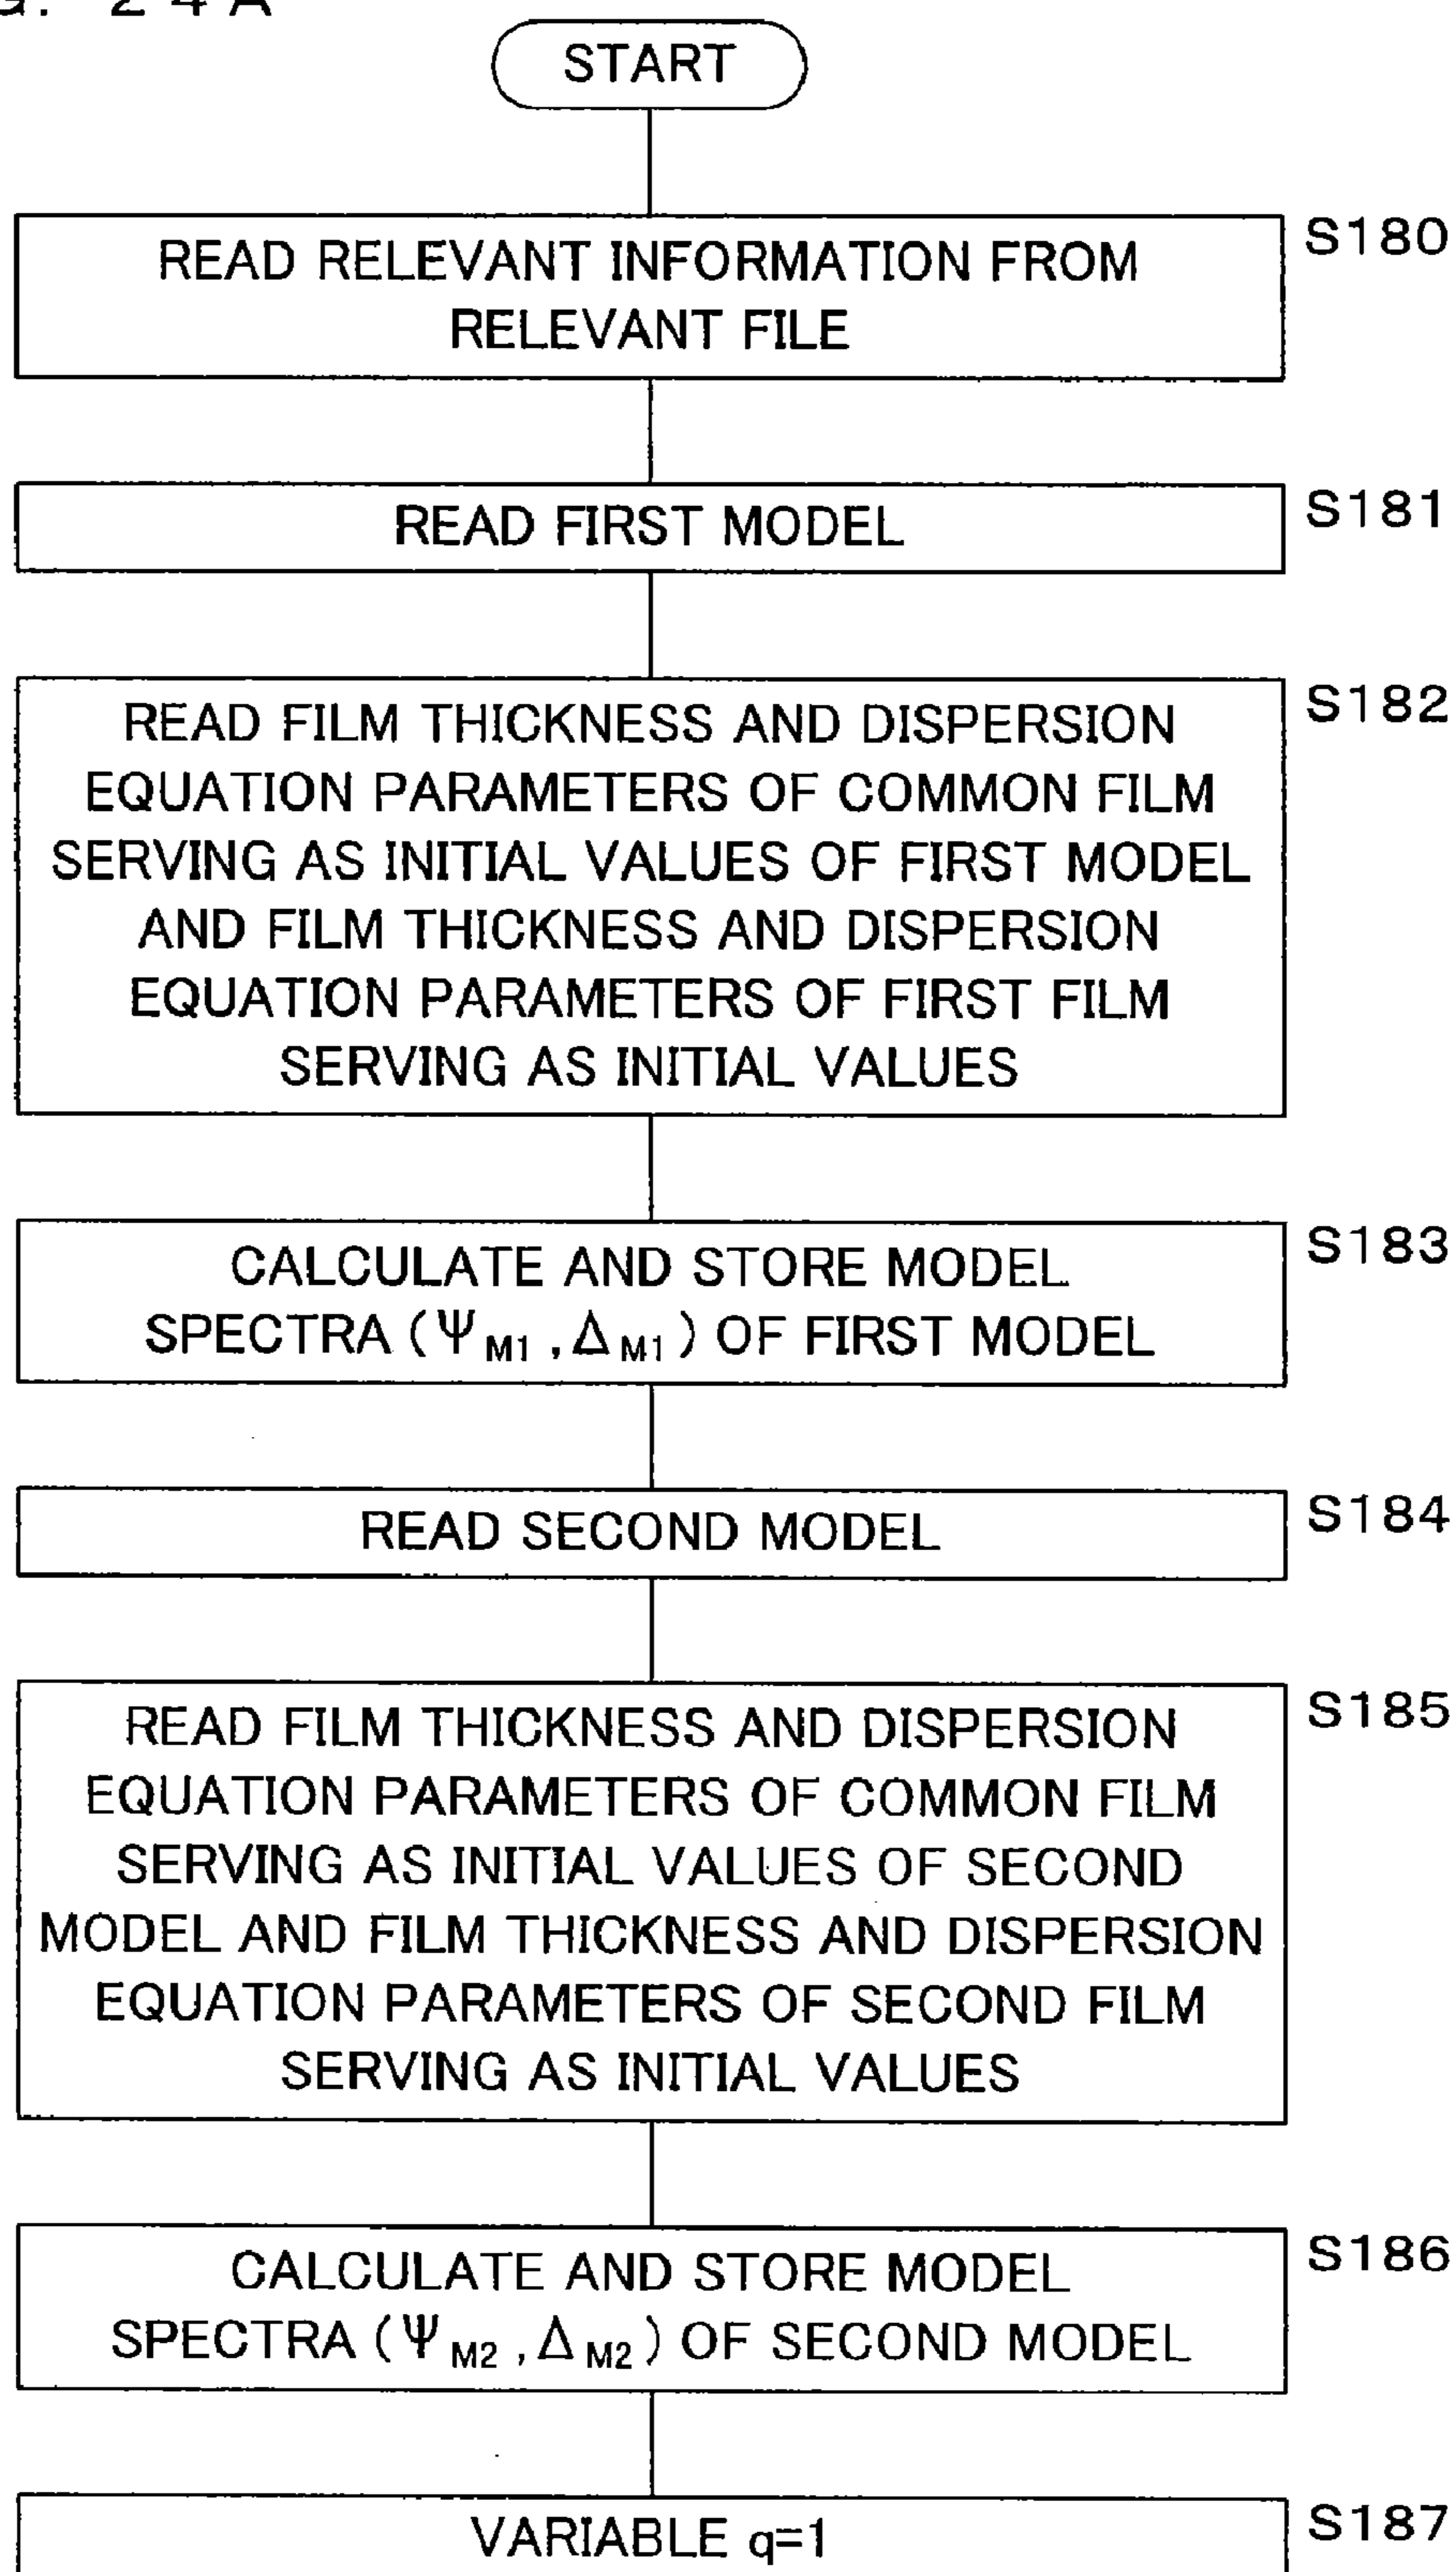 G. 24A
START
READ RELEVANT INFORMATION FROM
RELEVANT FILE
S180
READ FIRST MODEL
S181
READ FILM THICKNESS AND DISPERSION
EQUATION PARAMETERS OF COMMON FILM
SERVING AS INITIAL VALUES OF FIRST MODEL
AND FILM THICKNESS AND DISPERSION
EQUATION PARAMETERS OF FIRST FILM
SERVING AS INITIAL VALUES
S182
CALCULATE AND STORE MODEL
SPECTRA (Ψ M1 , Δ M1 ) OF FIRST MODEL
S183
READ SECOND MODEL
S184
READ FILM THICKNESS AND DISPERSION
EQUATION PARAMETERS OF COMMON FILM
SERVING AS INITIAL VALUES OF SECOND
MODEL AND FILM THICKNESS AND DISPERSION
EQUATION PARAMETERS OF SECOND FILM
SERVING AS INITIAL VALUES
S185
CALCULATE AND STORE MODEL
SPECTRA (Ψ M2 , Δ M2 ) OF SECOND MODEL
S186
VARIABLE q=1
S187